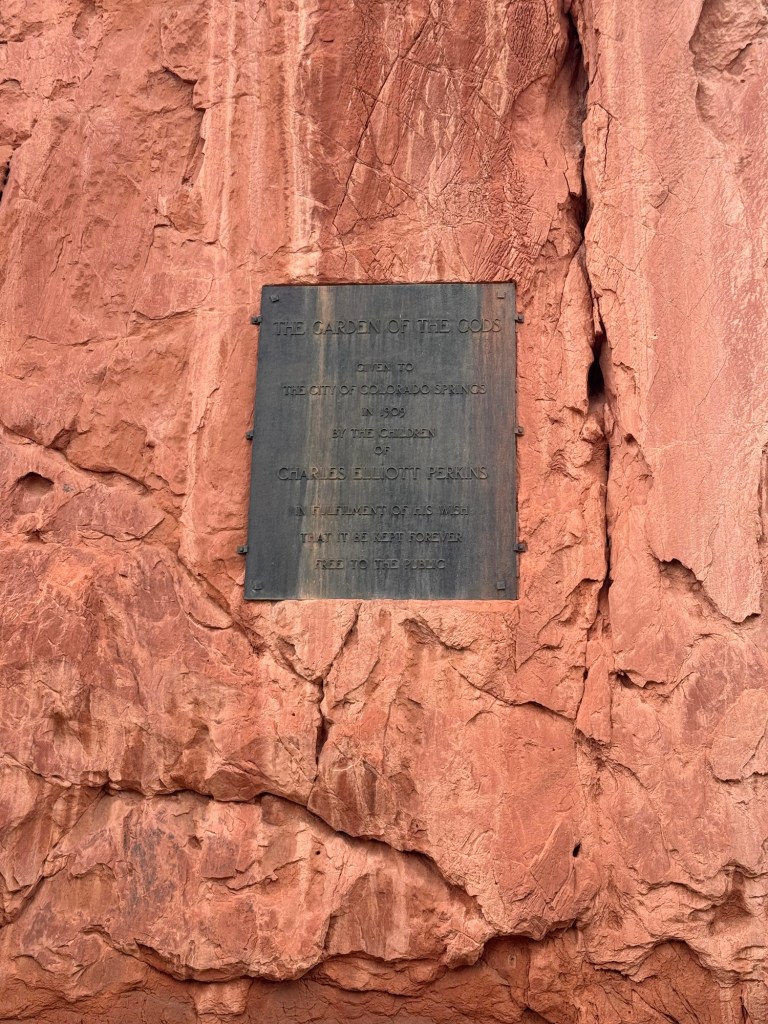 THE GARDEN OF THE GODS
GIVEN TO
THE CITY OF COLORADO SPRINGS
IN 1909
BY THE CHILDREN
OF
CHARLES ELLIOTT PERKINS
IN FULFILMENT OF HIS WISH
THAT IT BE KEPT FOREVER
FREE TO THE PUBLIC